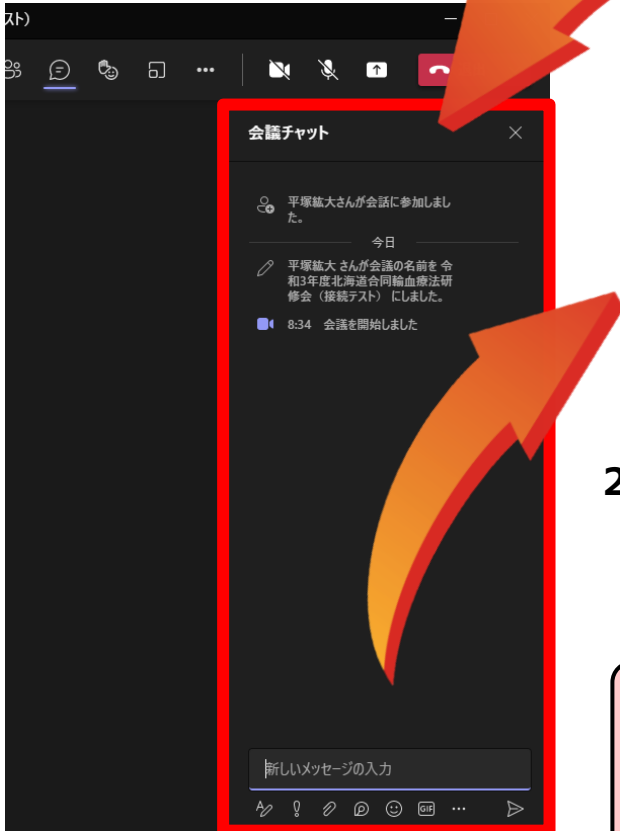 スト)
会議チャット
平塚紘大さんが会話に参加しまし
た。
今日
平塚紘大 さんが会議の名前を 令
和3年度北海道合同輸血療法研
修会（接続テスト） にしました。
8:34 会議を開始しました
2
新しいメッセージの入力
GIF